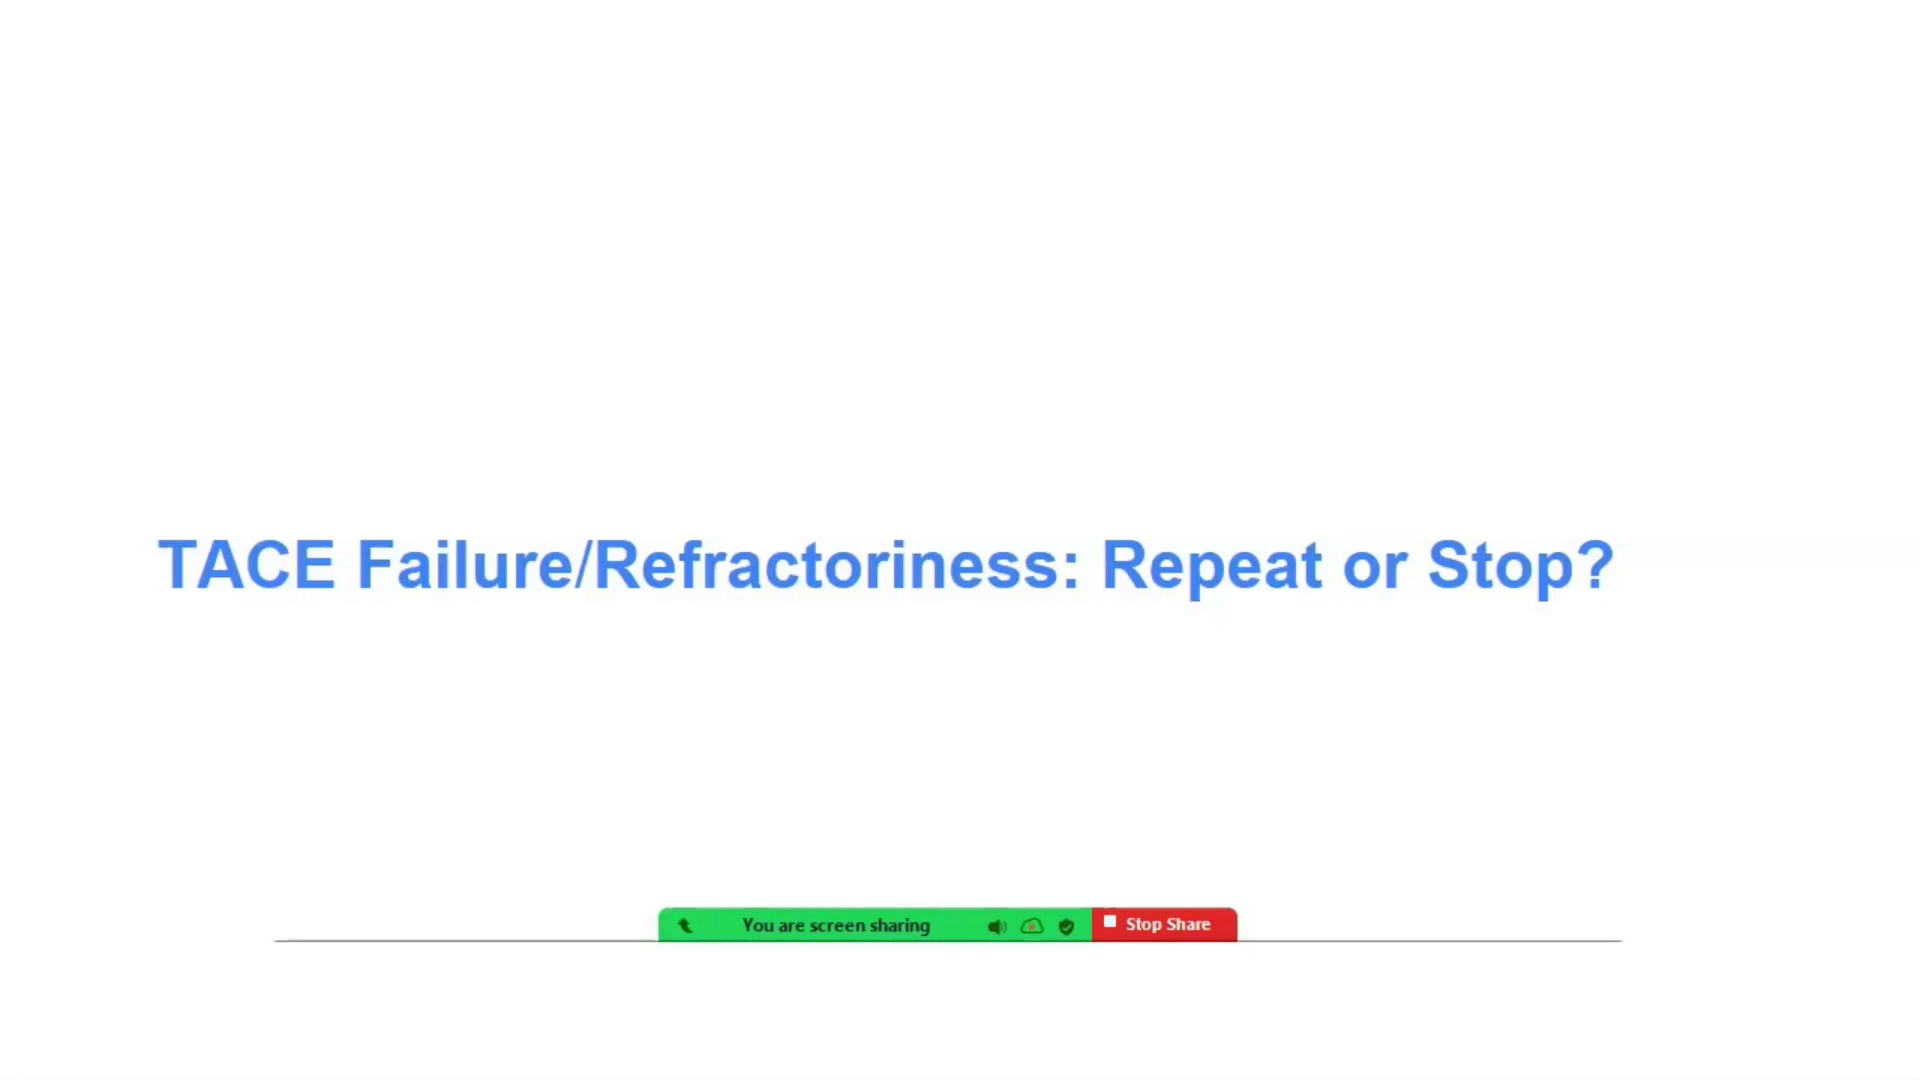 TACE Failure/Refractoriness: Repeat or Stop?
You are screen sharing
Stop Share